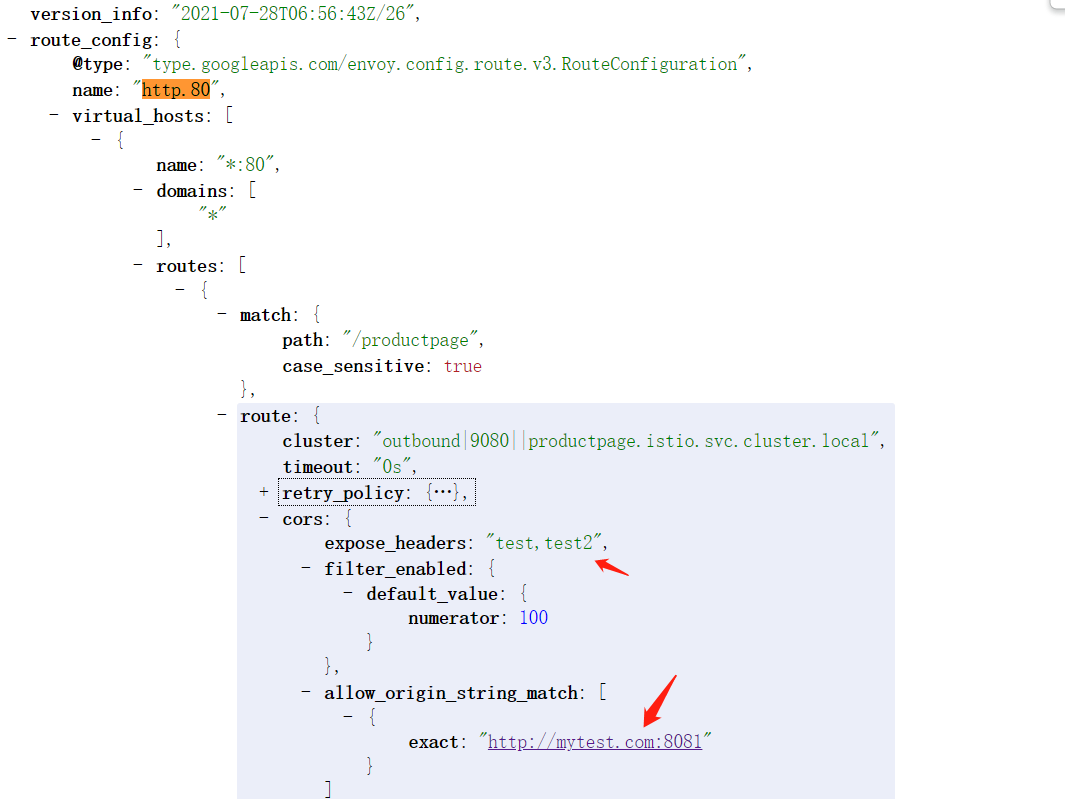 version_info: "2021-07-28T06:56:43Z/26",
- route_config: {
@type: "type.googleapis.com/envoy.config.route.v3.RouteConfiguration",
name: "http.80",
- virtual_hosts: [
- {
name: "*:80",
- domains: [
"*"
],
- routes: [
- {
- match: {
path: "/productpage",
case_sensitive: true
},
- route: {
cluster: "outbound|9080||productpage.istio.svc.cluster.local",
timeout: "0s",
+ retry_policy: {…},
- cors: {
expose_headers: "test,test2",
- filter_enabled: {
- default_value: {
numerator: 100
}
},
- allow_origin_string_match: [
- {
exact: "http://mytest.com:8081"
}
]